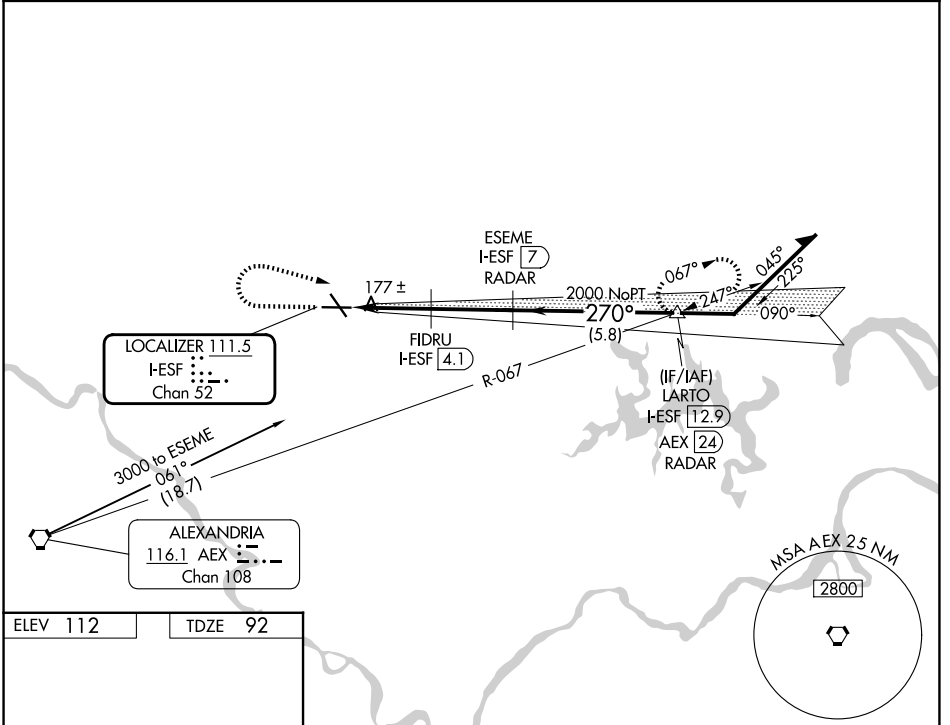 ESEME
I-ESF 7
RADAR
177 ±
2000 NoPT
270°
(5.8)
067°
247°
045°
225°
090°
FIDRU
I-ESF 4.1
LOCALIZER 111.5
I-ESF
Chan 52
R-067
(IF/IAF)
LARTO
I-ESF 12.9
AEX 24
RADAR
3000 to ESEME
061°
(18.7)
ALEXANDRIA
116.1 AEX
Chan 108
MSA AEX 25 NM
2800
ELEV 112
TDZE 92